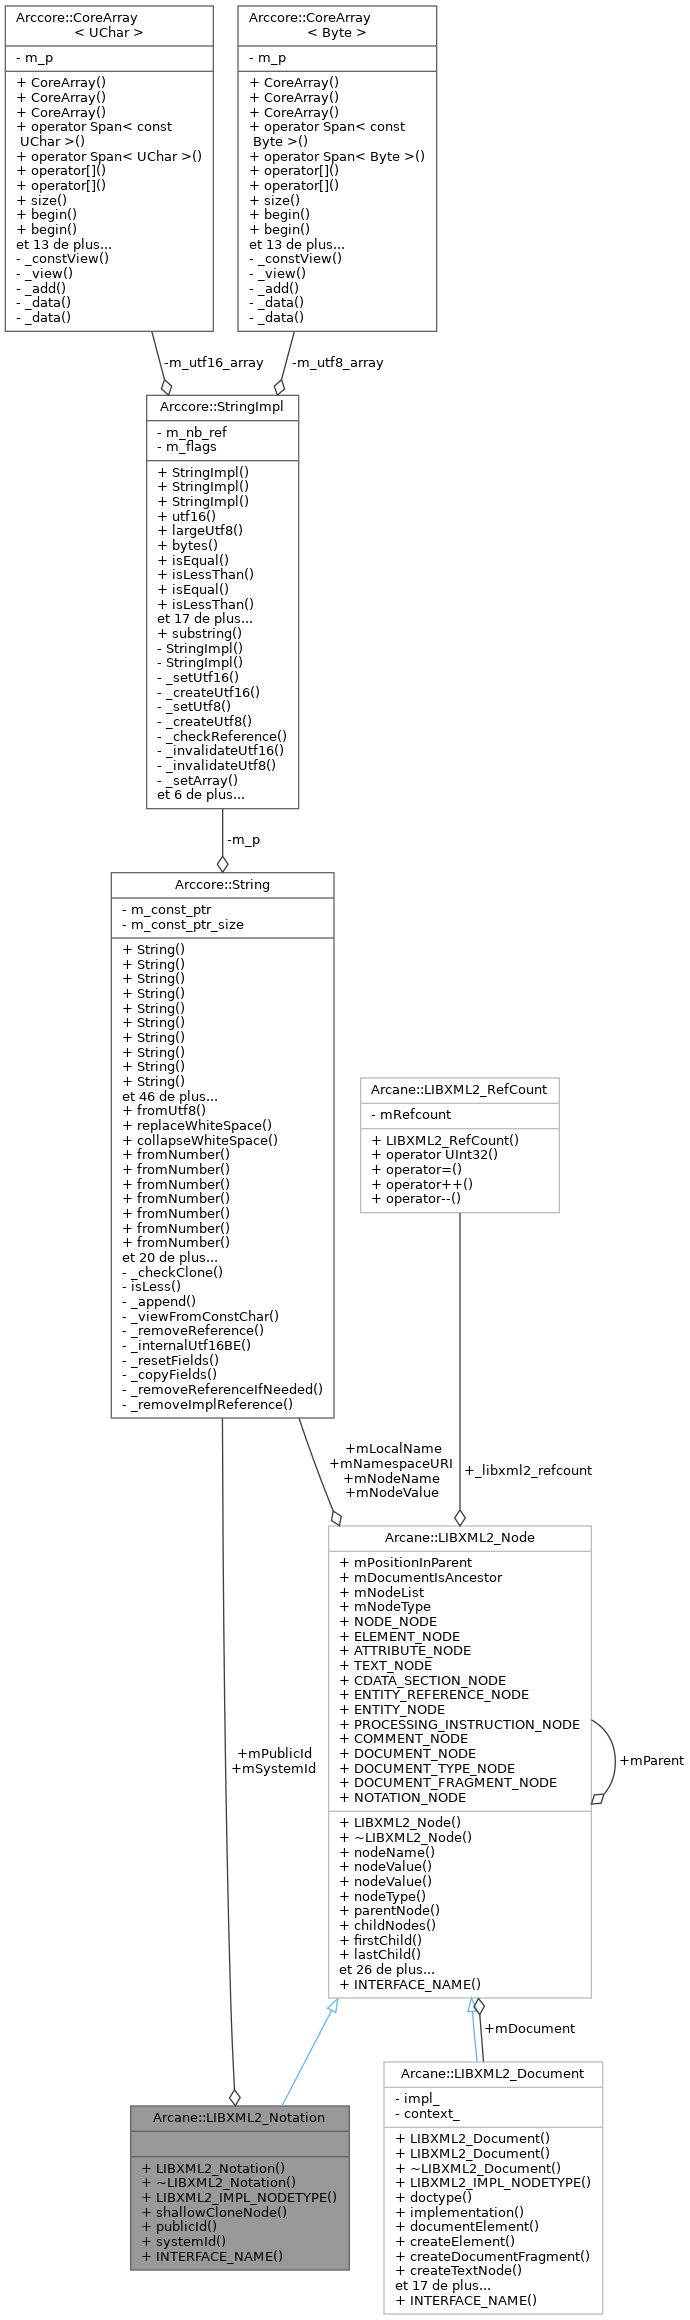 Arccore::CoreArray
< UChar >
- m_p
+ CoreArray()
+ CoreArray()
+ CoreArray()
+ operator Span< const
UChar >()
+ operator Span< UChar >()
+ operator[]()
+ operator[]()
+ size()
+ begin()
+ begin()
et 13 de plus...
- _constView()
- _view()
- _add()
- _data()
- _data()
Arccore::CoreArray
< Byte >
- m_p
+ CoreArray()
+ CoreArray()
+ CoreArray()
+ operator Span< const
Byte >()
+ operator Span< Byte >()
+ operator[]()
+ operator[]()
+ size()
+ begin()
+ begin()
et 13 de plus...
- _constView()
- _view()
- _add()
- _data()
- _data()
-m_utf16_array
-m_utf8_array
Arccore::StringImpl
- m_nb_ref
- m_flags
+ StringImpl()
+ StringImpl()
+ StringImpl()
+ utf16()
+ largeUtf8()
+ bytes()
+ isEqual()
+ isLessThan()
+ isEqual()
+ isLessThan()
et 17 de plus...
+ substring()
- StringImpl()
- StringImpl()
- _setUtf16()
- _createUtf16()
- _setUtf8()
- _createUtf8()
- _checkReference()
- _invalidateUtf16()
- _invalidateUtf8()
- _setArray()
et 6 de plus...
-m_p
Arccore::String
- m_const_ptr
- m_const_ptr_size
+ String()
+ String()
+ String()
+ String()
+ String()
+ String()
+ String()
+ String()
+ String()
+ String()
et 46 de plus...
+ fromUtf8()
+ replaceWhiteSpace()
+ collapseWhiteSpace()
+ fromNumber()
+ fromNumber()
+ fromNumber()
+ fromNumber()
+ fromNumber()
+ fromNumber()
+ fromNumber()
et 20 de plus...
- _checkClone()
- isLess()
- _append()
- _viewFromConstChar()
- _removeReference()
- _internalUtf16BE()
- _resetFields()
- _copyFields()
- _removeReferenceIfNeeded()
- _removeImplReference()
Arcane::LIBXML2_RefCount
- mRefcount
+ LIBXML2_RefCount()
+ operator UInt32()
+ operator=()
+ operator++()
+ operator--()
+mLocalName
+mNamespaceURI
+mNodeName
+mNodeValue
+_libxml2_refcount
Arcane::LIBXML2_Node
+ mPositionInParent
+ mDocumentIsAncestor
+ mNodeList
+ mNodeType
+ NODE_NODE
+ ELEMENT_NODE
+ ATTRIBUTE_NODE
+ TEXT_NODE
+ CDATA_SECTION_NODE
+ ENTITY_REFERENCE_NODE
+ ENTITY_NODE
+ PROCESSING_INSTRUCTION_NODE
+ COMMENT_NODE
+ DOCUMENT_NODE
+ DOCUMENT_TYPE_NODE
+ DOCUMENT_FRAGMENT_NODE
+ NOTATION_NODE
+ LIBXML2_Node()
+ ~LIBXML2_Node()
+ nodeName()
+ nodeValue()
+ nodeValue()
+ nodeType()
+ parentNode()
+ childNodes()
+ firstChild()
+ lastChild()
et 26 de plus...
+ INTERFACE_NAME()
+mParent
+mPublicId
+mSystemId
+mDocument
Arcane::LIBXML2_Notation
+ LIBXML2_Notation()
+ ~LIBXML2_Notation()
+ LIBXML2_IMPL_NODETYPE()
+ shallowCloneNode()
+ publicId()
+ systemId()
+ INTERFACE_NAME()
Arcane::LIBXML2_Document
- impl_
- context_
+ LIBXML2_Document()
+ LIBXML2_Document()
+ ~LIBXML2_Document()
+ LIBXML2_IMPL_NODETYPE()
+ doctype()
+ implementation()
+ documentElement()
+ createElement()
+ createDocumentFragment()
+ createTextNode()
et 17 de plus...
+ INTERFACE_NAME()